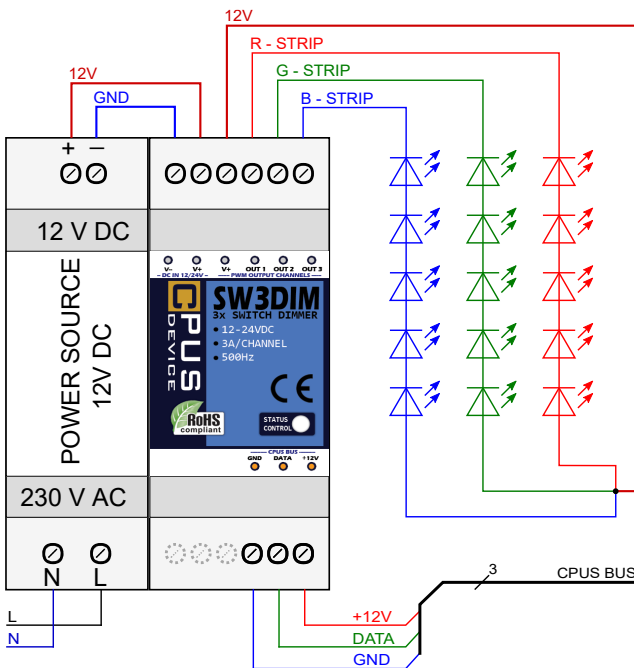 12V
R - STRIP
12V
G - STRIP
GND
B - STRIP
+ −
12 V DC
V- V+ V+ OUT 1 OUT 2 OUT 3
DC IN 12/24V PWM OUTPUT CHANNELS
POWER SOURCE
12V DC
CPUS
DEVICE
SW3DIM
3x SWITCH DIMMER
12-24VDC
3A/CHANNEL
500Hz
CE
RoHS
compliant
STATUS
CONTROL
CPUS BUS
GND DATA +12V
230 V AC
N L
3
CPUS BUS
L
+12V
N
DATA
GND